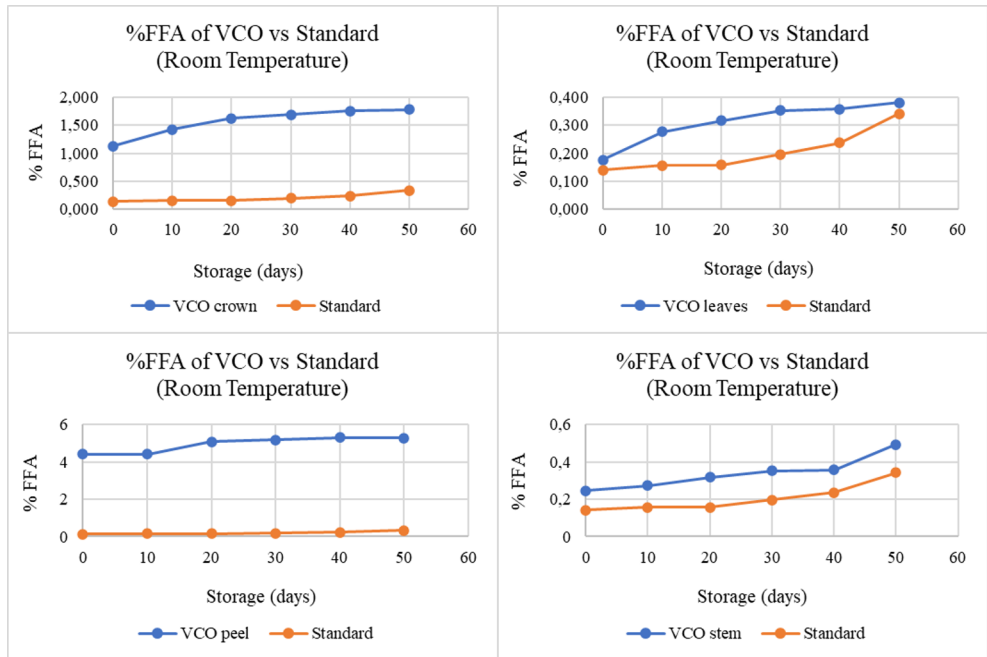 %FFA of VCO vs Standard
(Room Temperature)
2,000
1,500
1,000
0,500
0,000
% FFA
0 10 20 30 40 50 60
Storage (days)
VCO crown Standard
%FFA of VCO vs Standard
(Room Temperature)
0,400
0,300
0,200
0,100
0,000
% FFA
0 10 20 30 40 50 60
Storage (days)
VCO leaves Standard
%FFA of VCO vs Standard
(Room Temperature)
6
4
2
0
% FFA
0 10 20 30 40 50 60
Storage (days)
VCO peel Standard
%FFA of VCO vs Standard
(Room Temperature)
0,6
0,4
0,2
0
% FFA
0 10 20 30 40 50 60
Storage (days)
VCO stem Standard